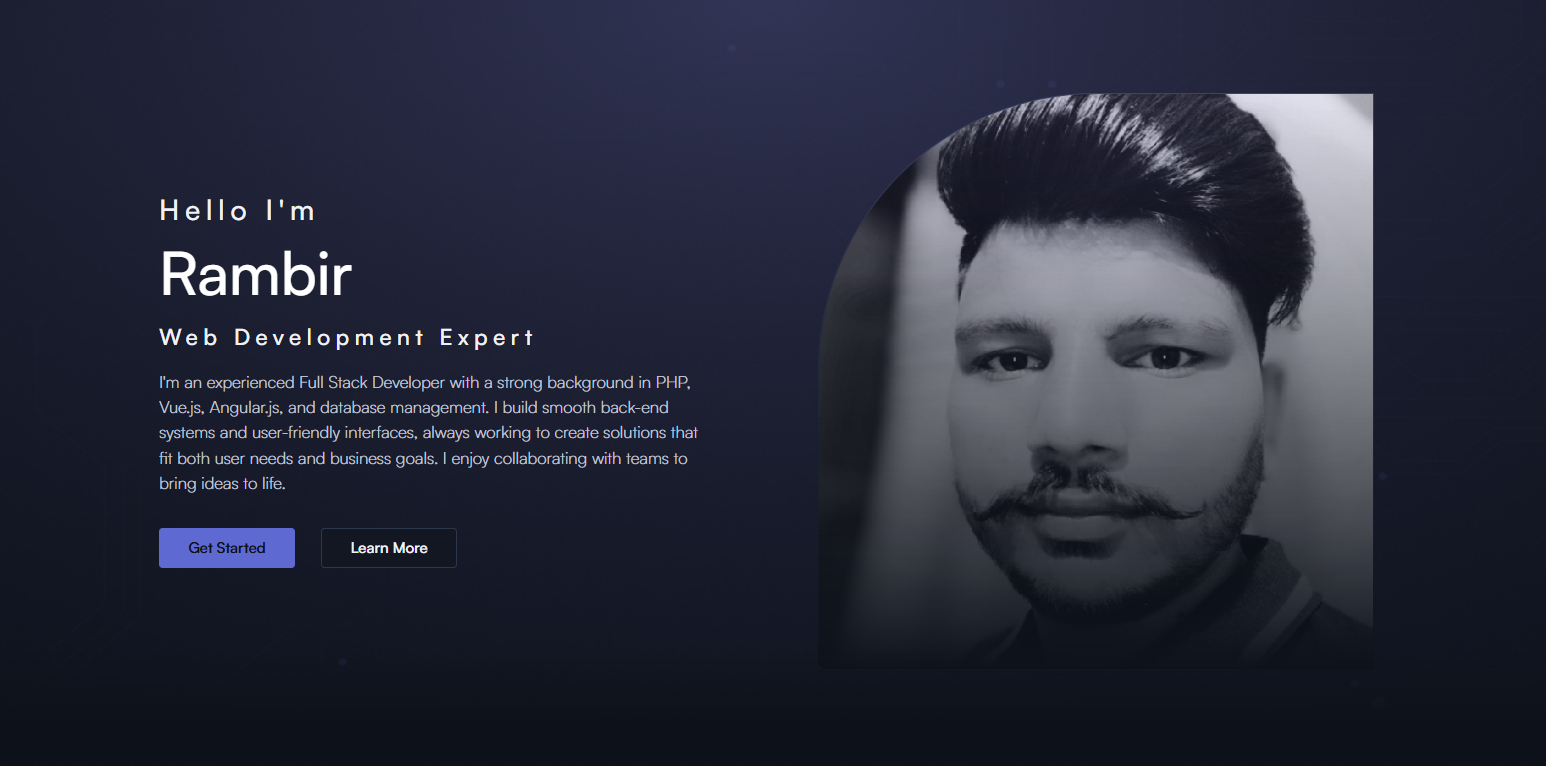 Hello I'm
Rambir
Web Development Expert
I'm an experienced Full Stack Developer with a strong background in PHP,
Vue.js, Angular.js, and database management. I build smooth back-end
systems and user-friendly interfaces, always working to create solutions that
fit both user needs and business goals. I enjoy collaborating with teams to
bring ideas to life.
Get Started
Learn More